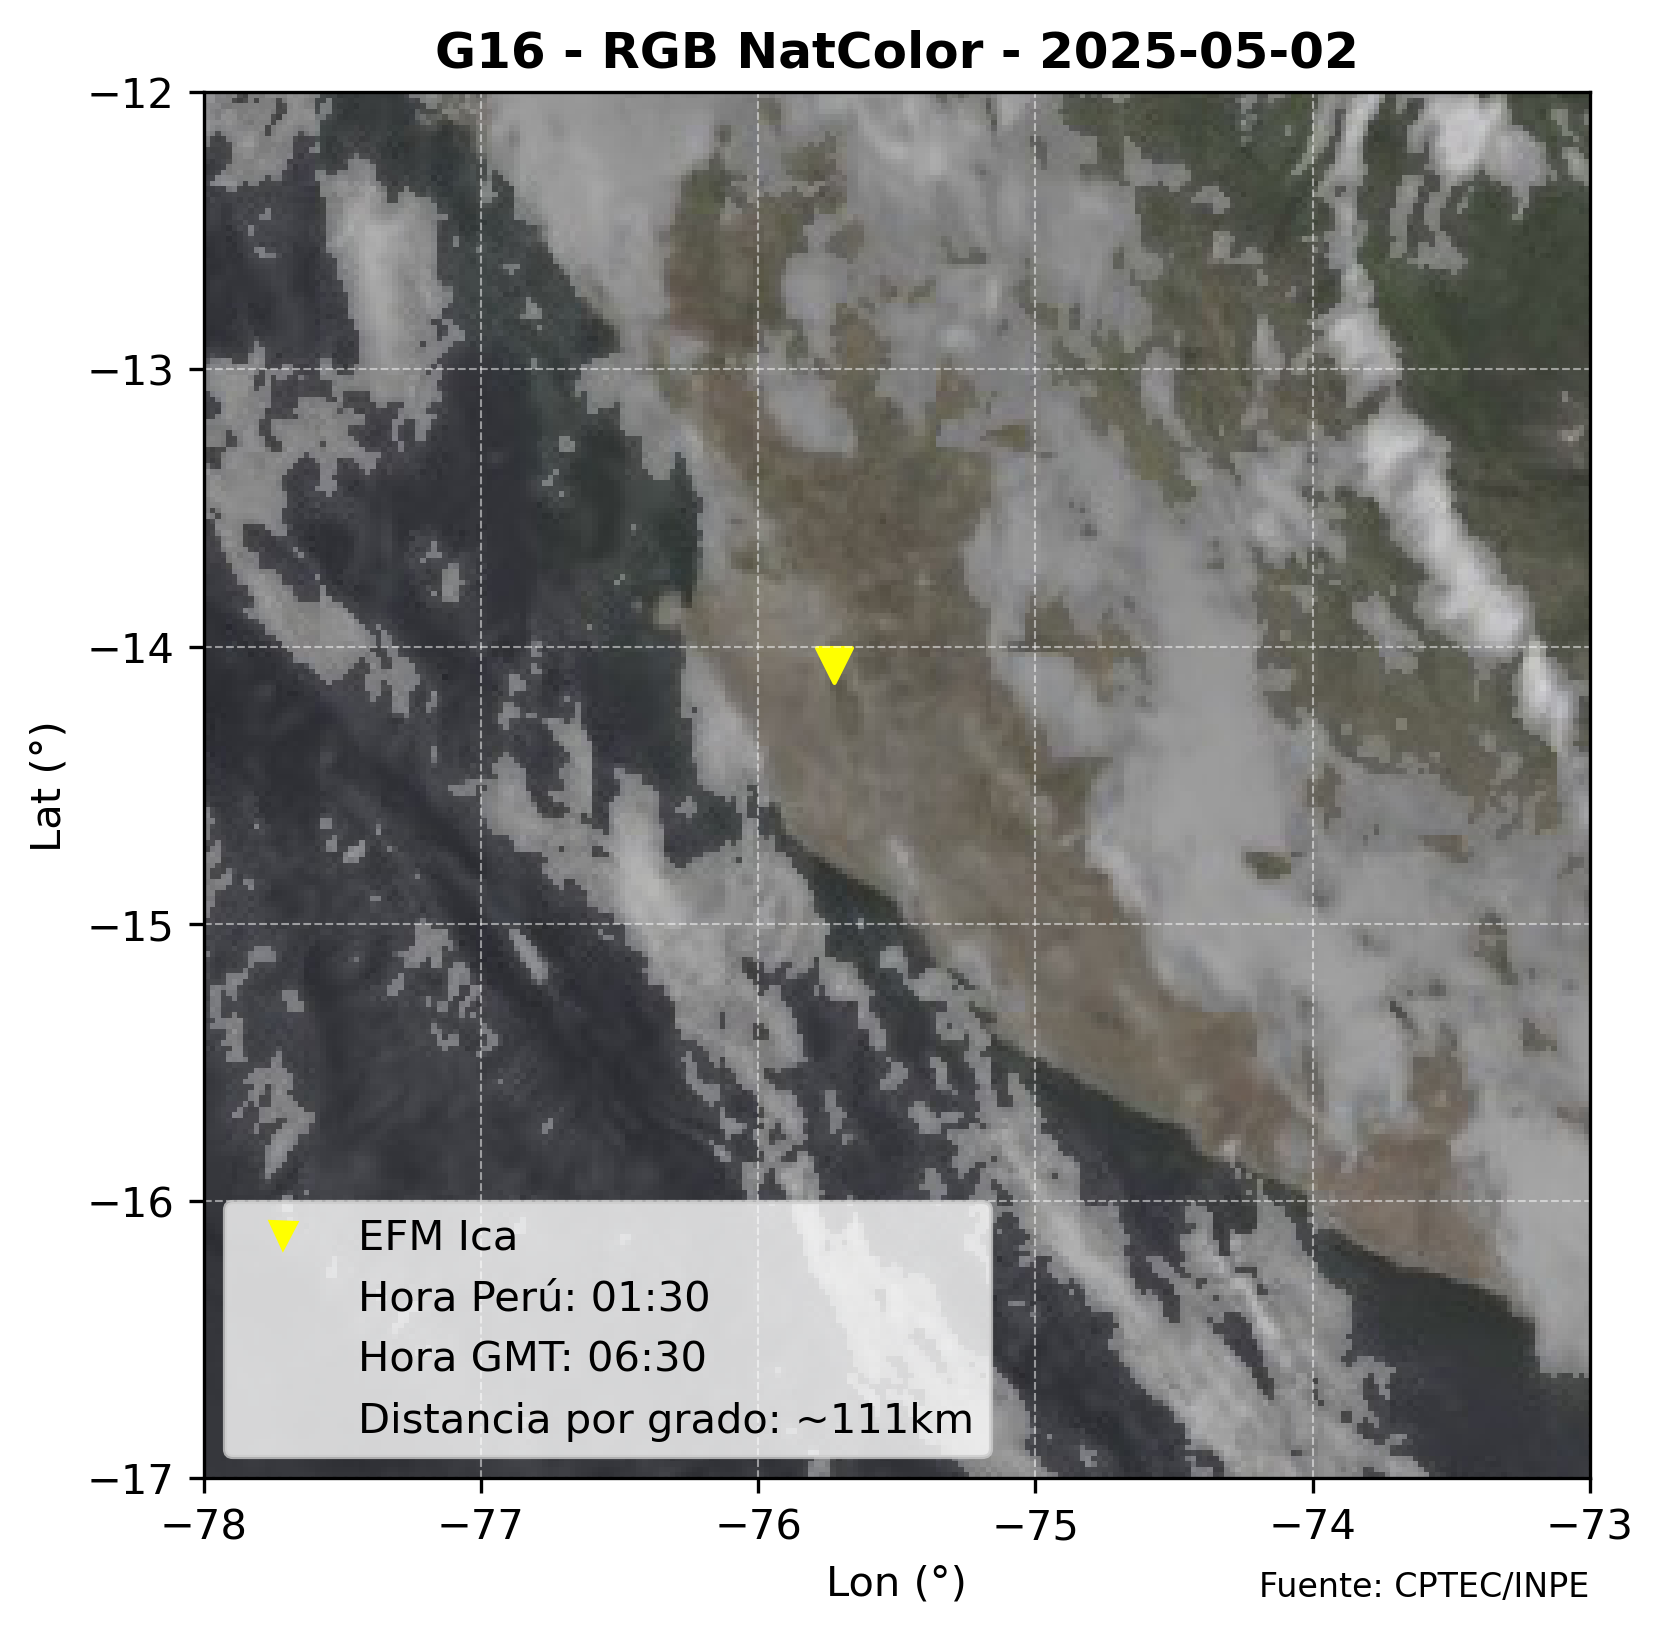 G16 - RGB NatColor - 2025-05-02
−12
−13
−14
−15
−16
−17
Lat (°)
EFM Ica
Hora Perú: 01:30
Hora GMT: 06:30
Distancia por grado: ~111km
−78 −77 −76 −75 −74 −73
Lon (°)
Fuente: CPTEC/INPE